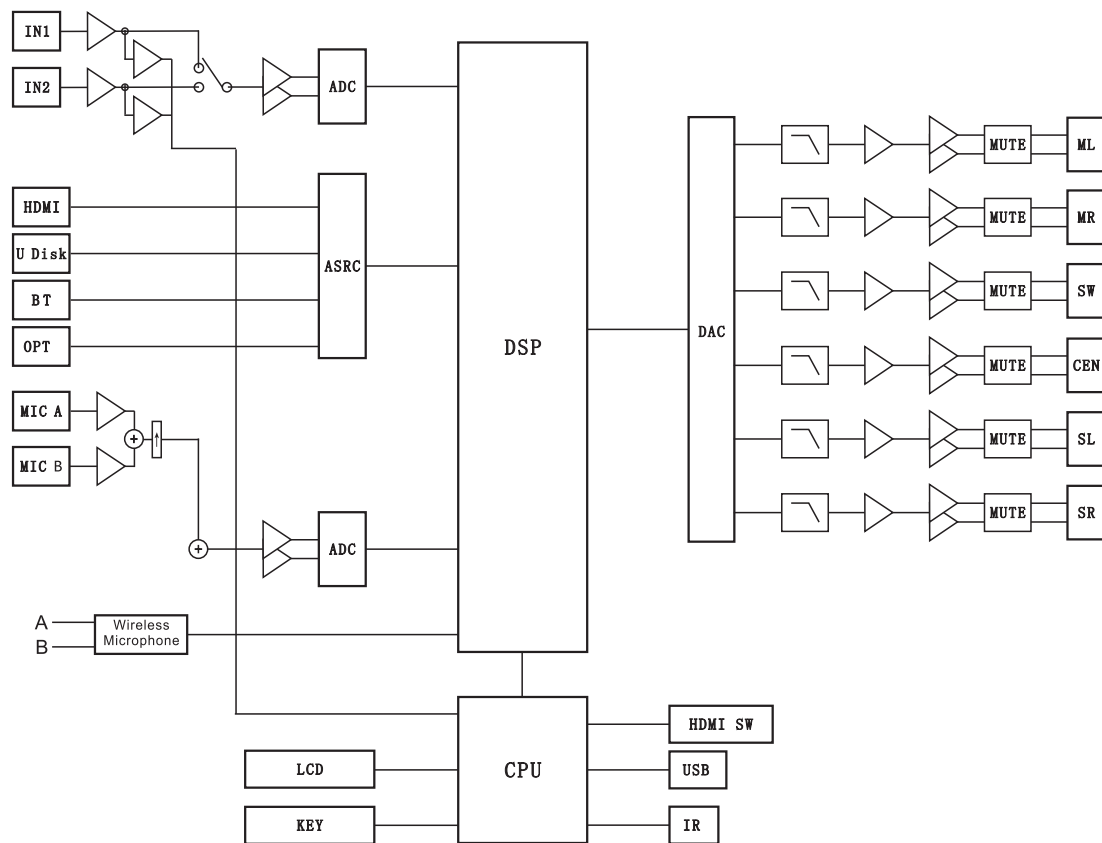 IN1
IN2
ADC
HDMI
U Disk
BT
OPT
ASRC
MIC A
MIC B
+
+
ADC
A
B
Wireless
Microphone
DSP
DAC
MUTE
ML
MUTE
MR
MUTE
SW
MUTE
CEN
MUTE
SL
MUTE
SR
CPU
LCD
KEY
HDMI SW
USB
IR